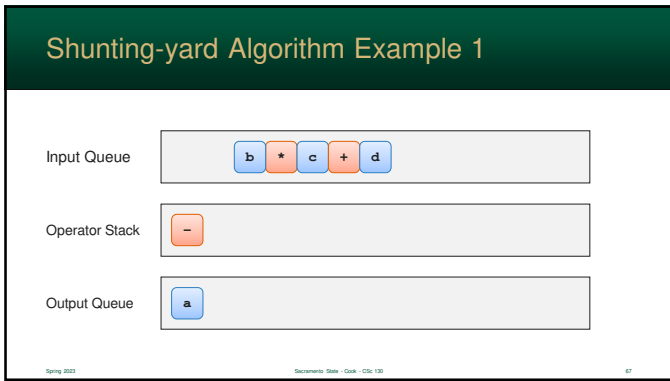 Shunting-yard Algorithm Example 1
Input Queue b * c + d
Operator Stack −
Output Queue a
Spring 2023 Sacramento State - Cook - CSc 130 67